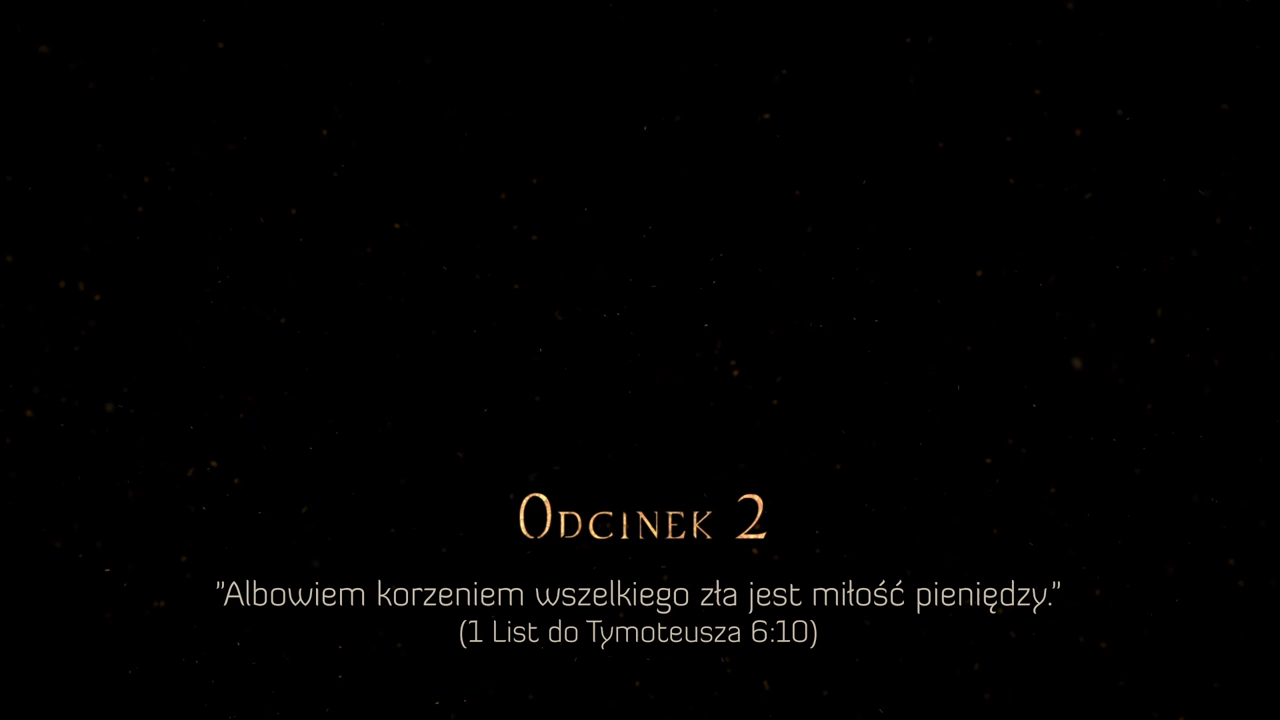 Odcinek 2
”Albowiem korzeniem wszelkiego zła jest miłość pieniędzy.”
(1 List do Tymoteusza 6:10)